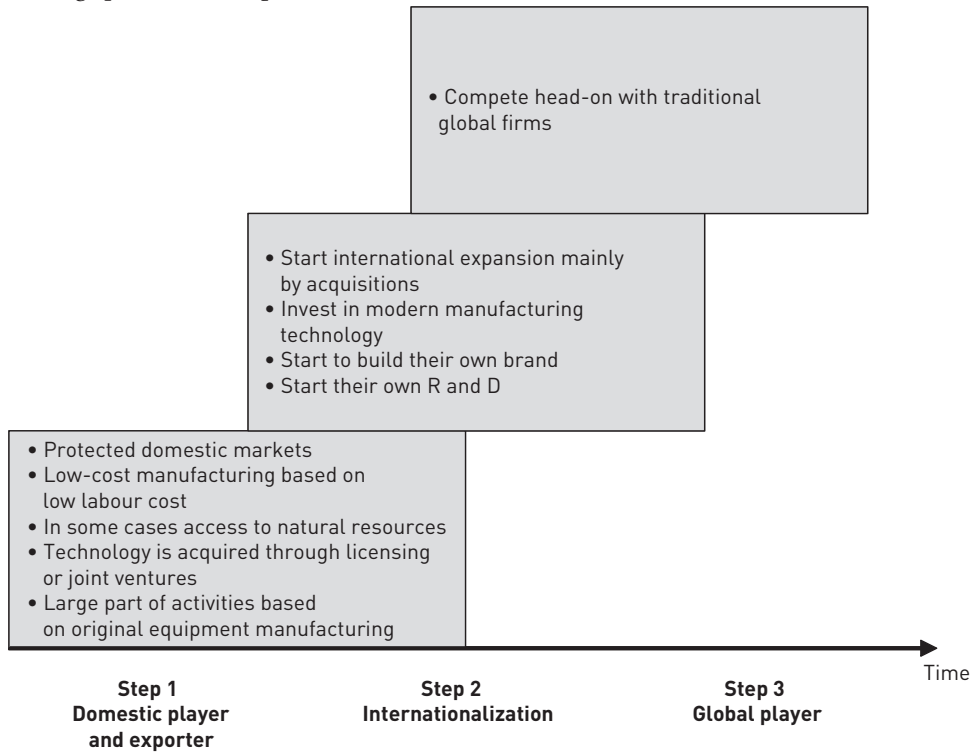 • Compete head-on with traditional
global firms
• Start international expansion mainly
by acquisitions
• Invest in modern manufacturing
technology
• Start to build their own brand
• Start their own R and D
• Protected domestic markets
• Low-cost manufacturing based on
low labour cost
• In some cases access to natural resources
• Technology is acquired through licensing
or joint ventures
• Large part of activities based
on original equipment manufacturing
Time
Step 1
Domestic player
and exporter
Step 2
Internationalization
Step 3
Global player